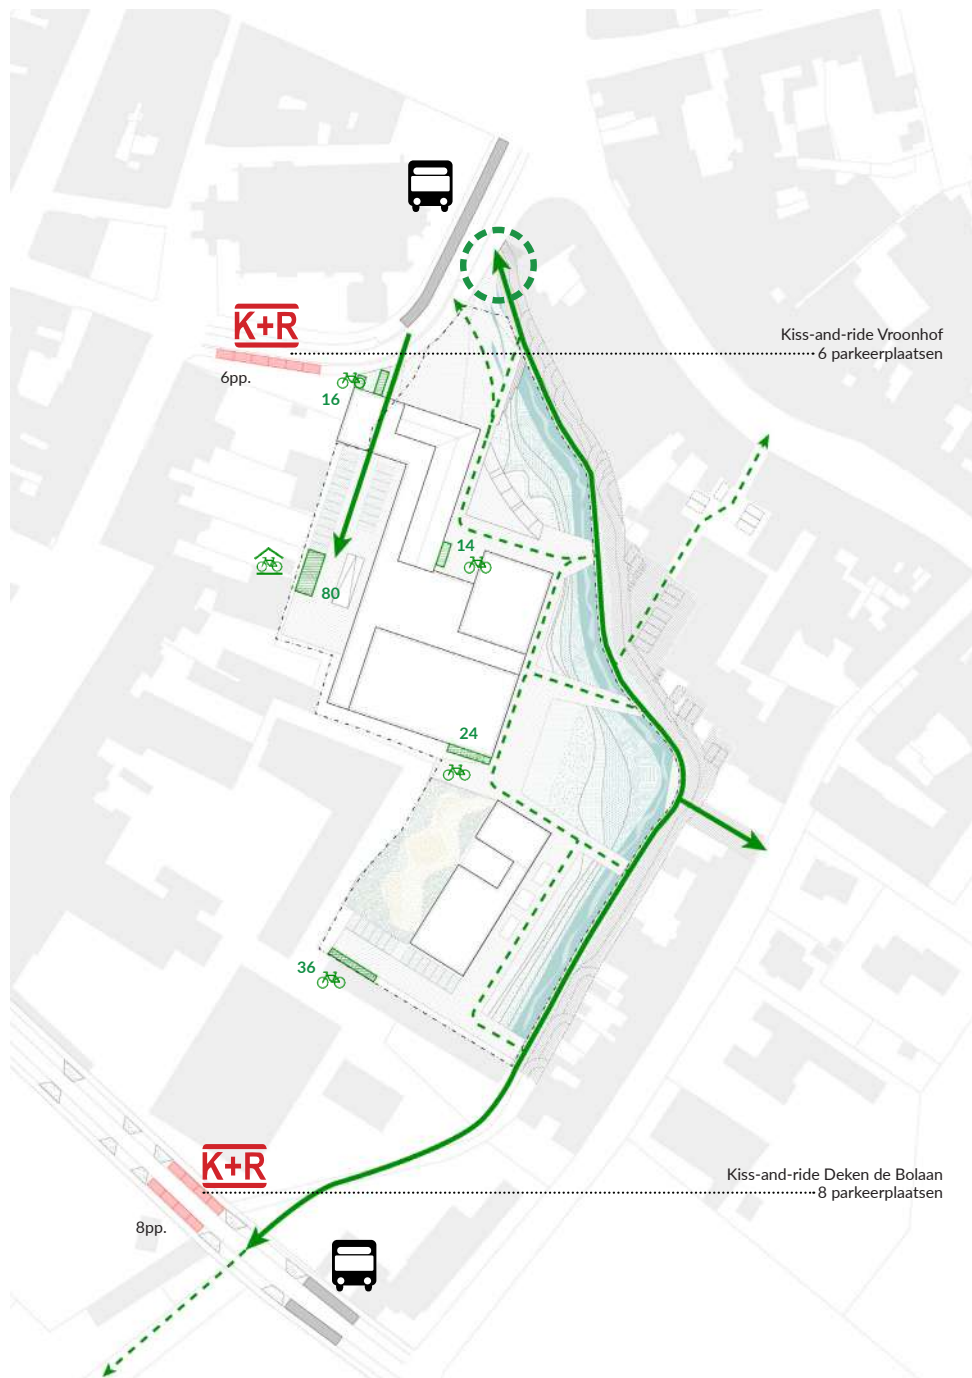 K+R
Kiss-and-ride Vroonhof
6 parkeerplaatsen
6pp.
16
14
80
24
36
K+R
Kiss-and-ride Deken de Bolaan
8 parkeerplaatsen
8pp.